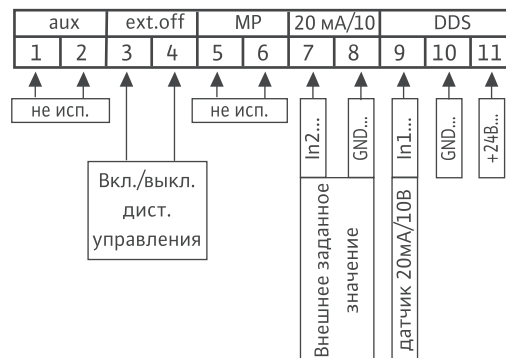 aux ext.off MP 20 мА/10 DDS
1 2 3 4 5 6 7 8 9 10 11
не исп. не исп.
In2... GND... In1... GND... +24В...
Вкл./выкл.
дист.
управления
Внешнее заданное
значение
датчик 20мА/10В